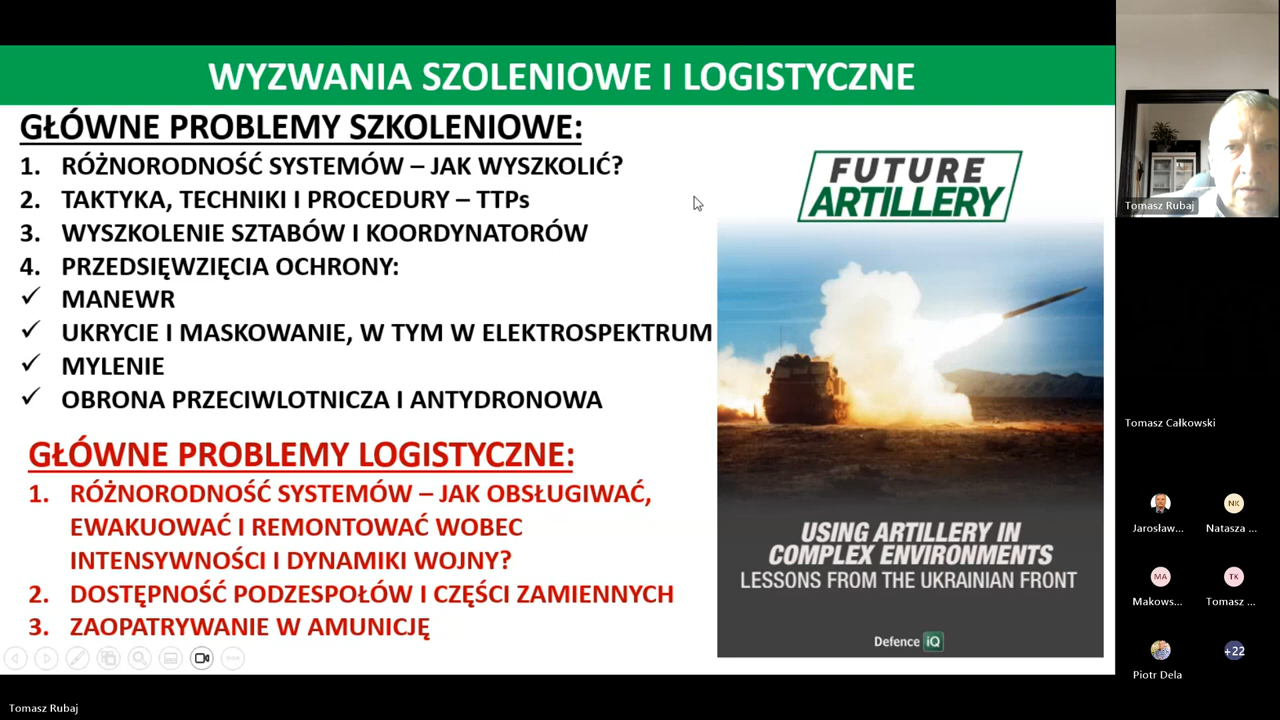 WYZWANIA SZOLENIOWE I LOGISTYCZNE
GŁÓWNE PROBLEMY SZKOLENIOWE:
1. RÓŻNORODNOŚĆ SYSTEMÓW – JAK WYSZKOLIĆ?
2. TAKTYKA, TECHNIKI I PROCEDURY – TTPs
3. WYSZKOLENIE SZTABÓW I KOORDYNATORÓW
4. PRZEDSIĘWZIĘCIA OCHRONY:
✓ MANEWR
✓ UKRYCIE I MASKOWANIE, W TYM W ELEKTROSPEKTRUM
✓ MYLENIE
✓ OBRONA PRZECIWLOTNICZA I ANTYDRONOWA
GŁÓWNE PROBLEMY LOGISTYCZNE:
1. RÓŻNORODNOŚĆ SYSTEMÓW – JAK OBSŁUGIWAĆ,
EWAKUOWAĆ I REMONTOWAĆ WOBEC
INTENSYWNOŚCI I DYNAMIKI WOJNY?
2. DOSTĘPNOŚĆ PODZESPOŁÓW I CZĘŚCI ZAMIENNYCH
3. ZAOPATRYWANIE W AMUNICJĘ
FUTURE
ARTILLERY
USING ARTILLERY IN
COMPLEX ENVIRONMENTS
LESSONS FROM THE UKRAINIAN FRONT
Defence iQ
Tomasz Rubaj
Tomasz Całkowski
Jarosław...
NK
Natasza ...
MA
Makows...
TK
Tomasz ...
Piotr Dela
+22
Tomasz Rubaj